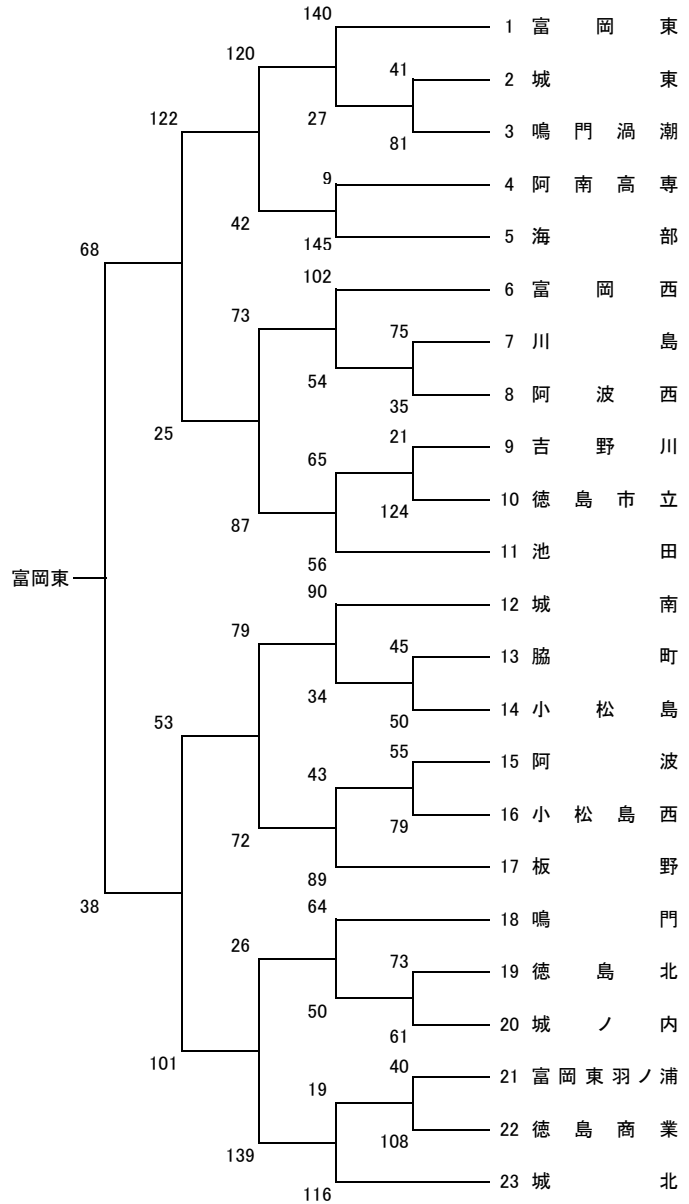 140
1 富岡東
120
41
2 城東
122
27
3 鳴門渦潮
81
9
4 阿南高専
42
145
5 海部
68
102
6 富岡西
73
75
7 川島
54
8 阿波西
35
25
21
9 吉野川
65
10 徳島市立
124
87
56
11 池田
富岡東
90
12 城南
79
45
13 脇町
34
14 小松島
50
53
55
15 阿波
43
16 小松島西
79
72
89
17 板野
38
64
18 鳴門
26
73
19 徳島北
50
20 城ノ内
61
101
40
21 富岡東羽ノ浦
19
22 徳島商業
108
139
23 城北
116